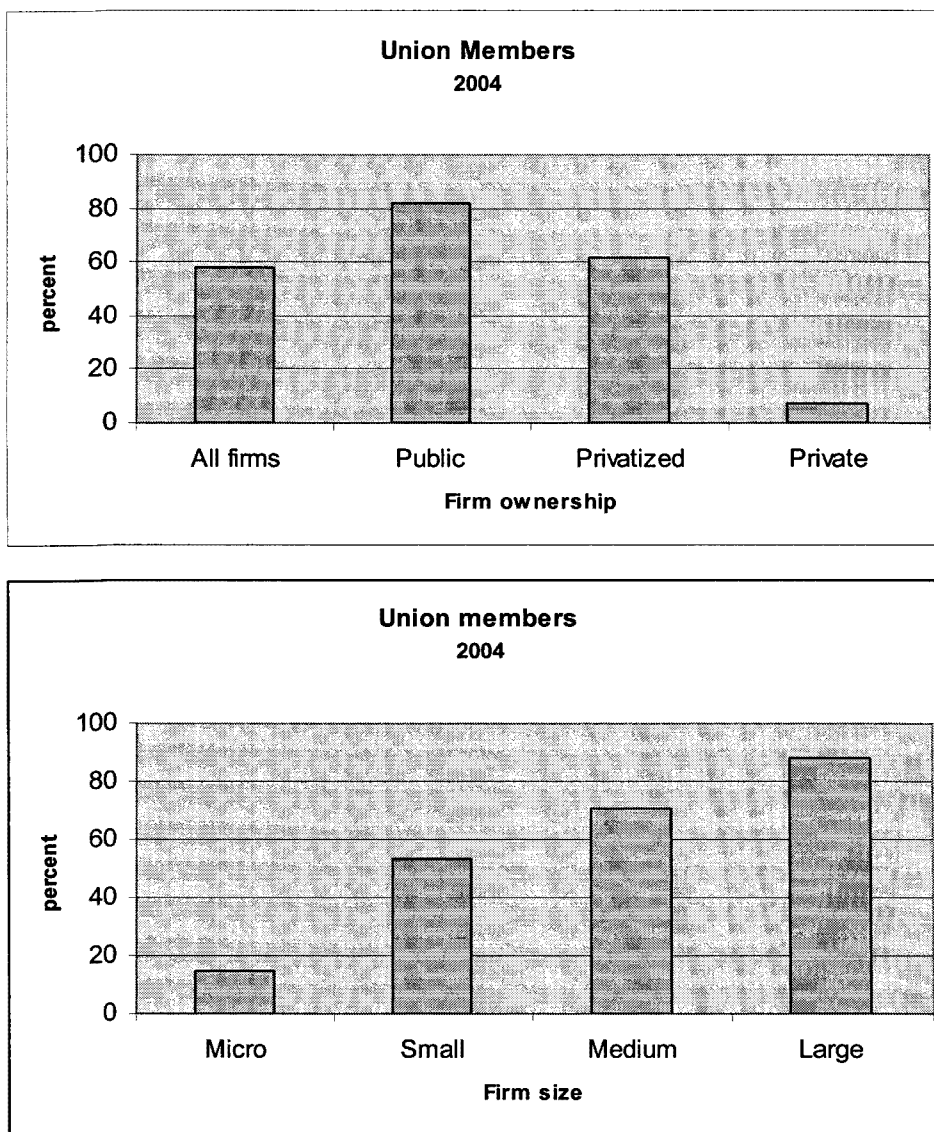 Union Members
2004
percent
100
80
60
40
20
0
All firms
Public
Privatized
Private
Firm ownership
Union members
2004
percent
100
80
60
40
20
0
Micro
Small
Medium
Large
Firm size